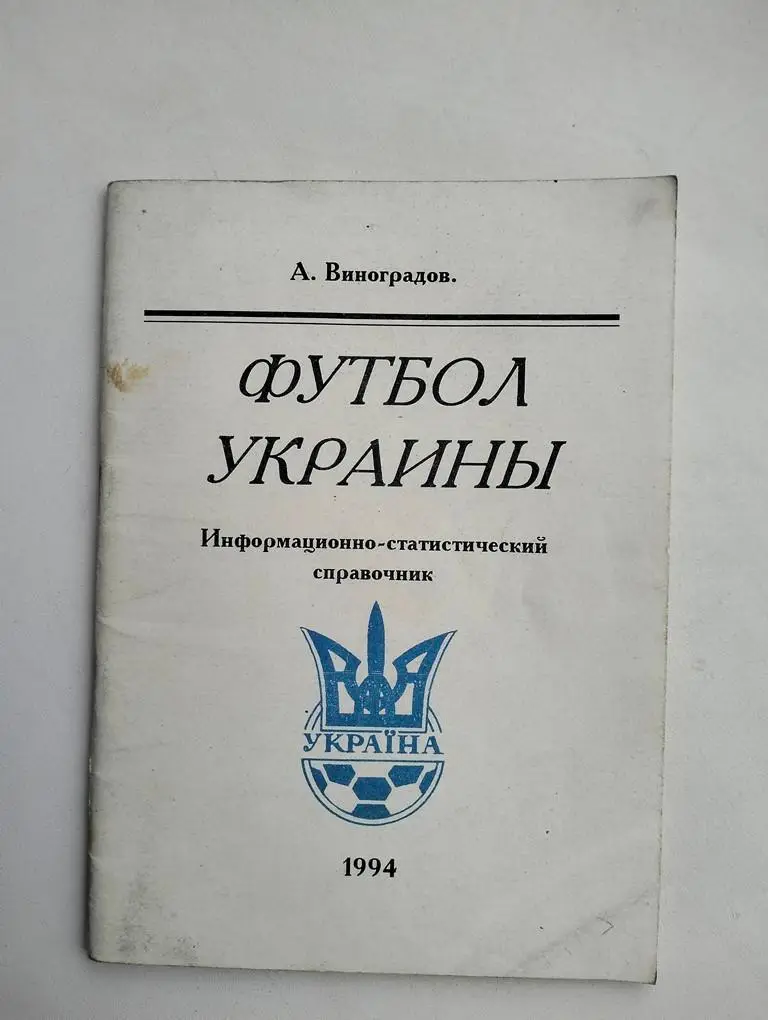 А. Виноградов.
ФУТБОЛ
УКРАИНЫ
Информационно-статистический
справочник
УКРАЇНА
1994